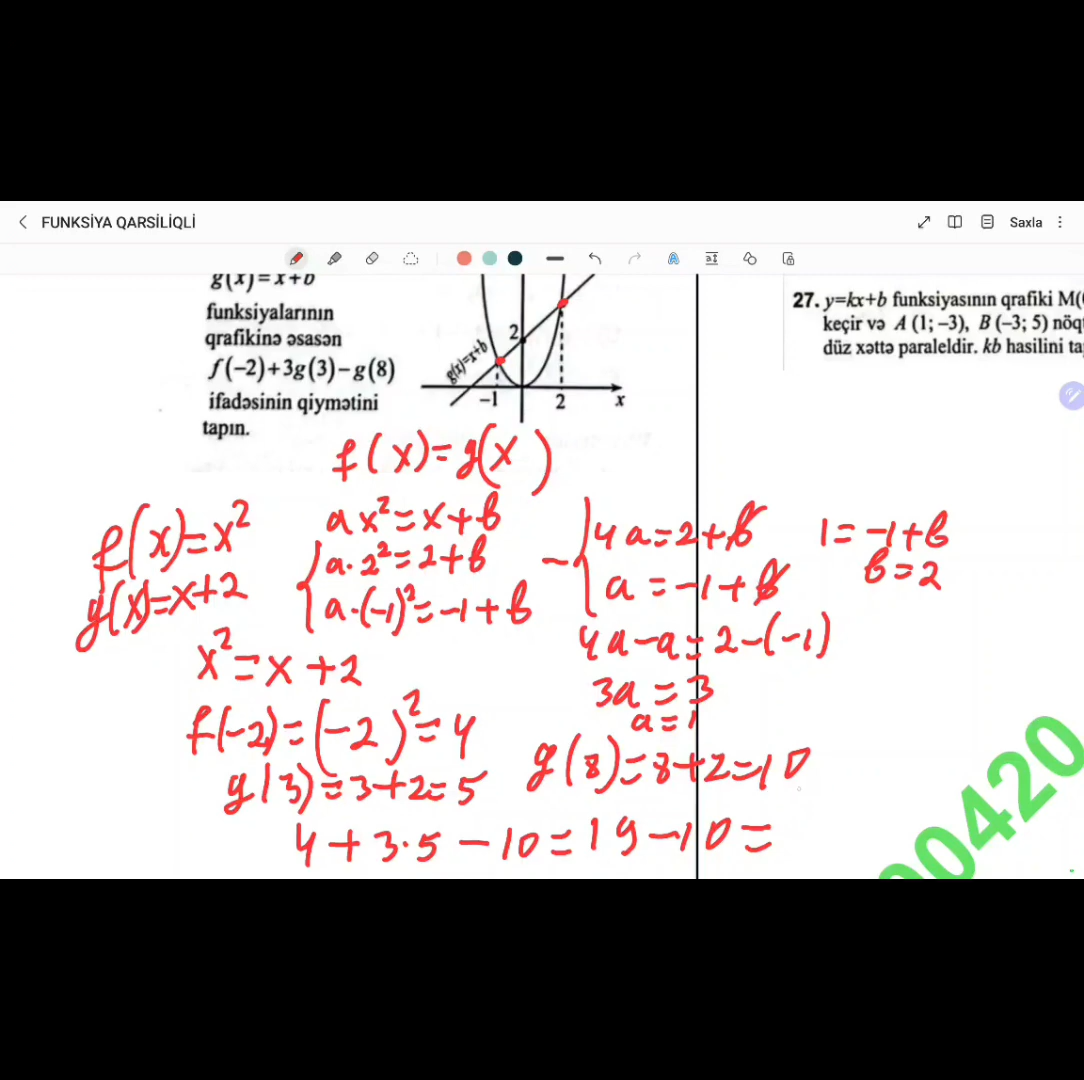 FUNKSİYA QARSİLİQLİ
Saxla
g(x)=x+b
funksiyalarının
qrafikinə əsasən
f(−2)+3g(3)−g(8)
ifadəsinin qiymətini
tapın.
g(x)=x+b
2
−1
2
x
27. y=kx+b funksiyasının qrafiki M(
keçir və A (1;−3), B (−3; 5) nöq
düz xəttə paraleldir. kb hasilini ta
f(x)=g(x)
f(x)=x²
g(x)=x+2
ax²=x+b
a·2²=2+b
a·(-1)²=-1+b
-
4a=2+b
a=-1+b
4a-a=2-(-1)
3a=3
a=1
1=-1+b
b=2
x²=x+2
f(-2)=(-2)²=4
g(3)=3+2=5
g(8)=8+2=10
4+3·5-10=19-10=
00420